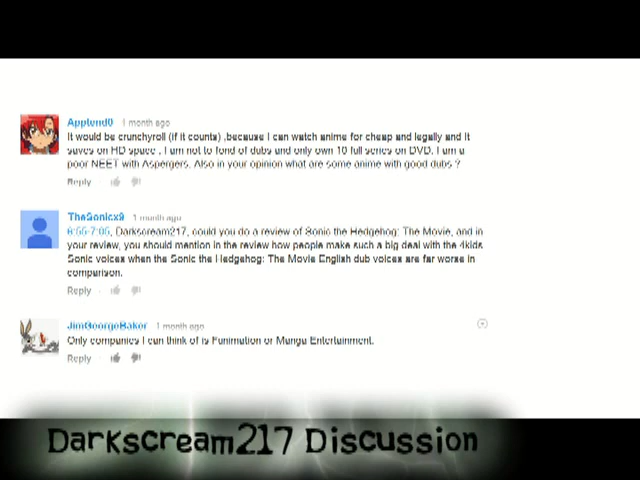 Apptend0 1 month ago
It would be crunchyroll (if it counts) .because I can watch anime for cheap and legally and it
saves on HD space . I am not to fond of dubs and only own 10 full series on DVD. I am a
poor NEET with Aspergers. Also in your opinion what are some anime with good dubs ?
Reply
TheSonicx9 1 month ago
6:55-7:05, Darkscream217, could you do a review of Sonic the Hedgehog: The Movie, and in
your review, you should mention in the review how people make such a big deal with the 4kids
Sonic voices when the Sonic the Hedgehog: The Movie English dub voices are far worse in
comparison.
Reply
JimGeorgeBaker 1 month ago
Only companies I can think of is Funimation or Manga Entertainment.
Reply
Darkscream217 Discussion